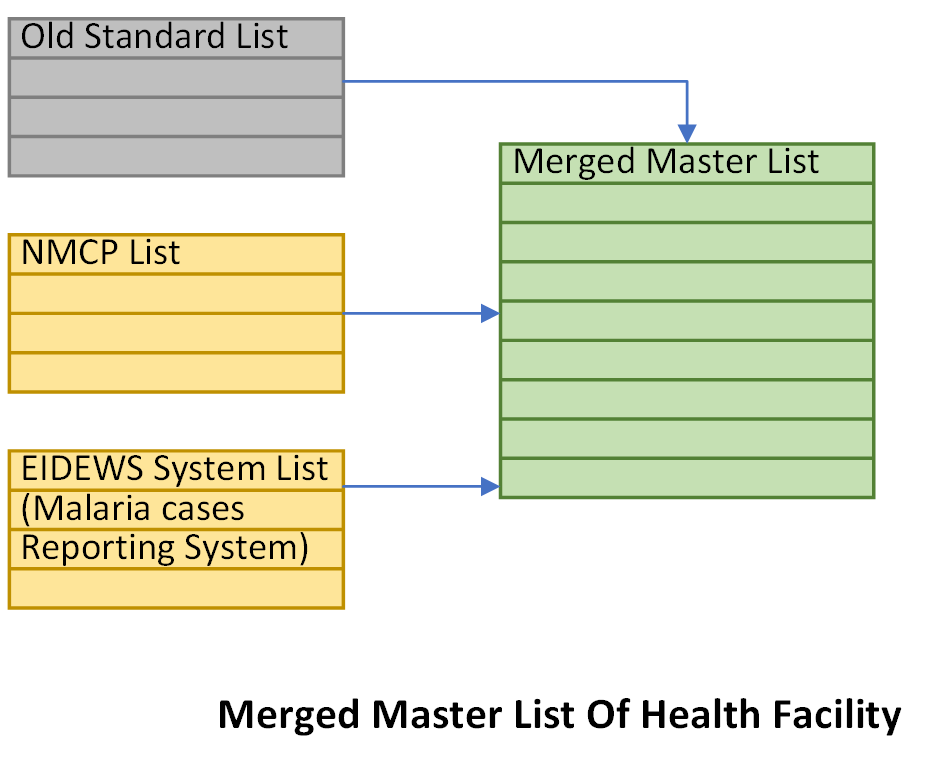 Old Standard List
Merged Master List
NMCP List
EIDEWS System List
(Malaria cases
Reporting System)
Merged Master List Of Health Facility